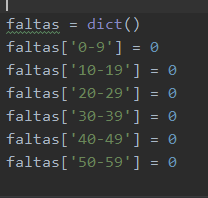 faltas = dict()
faltas['0-9'] = 0
faltas['10-19'] = 0
faltas['20-29'] = 0
faltas['30-39'] = 0
faltas['40-49'] = 0
faltas['50-59'] = 0